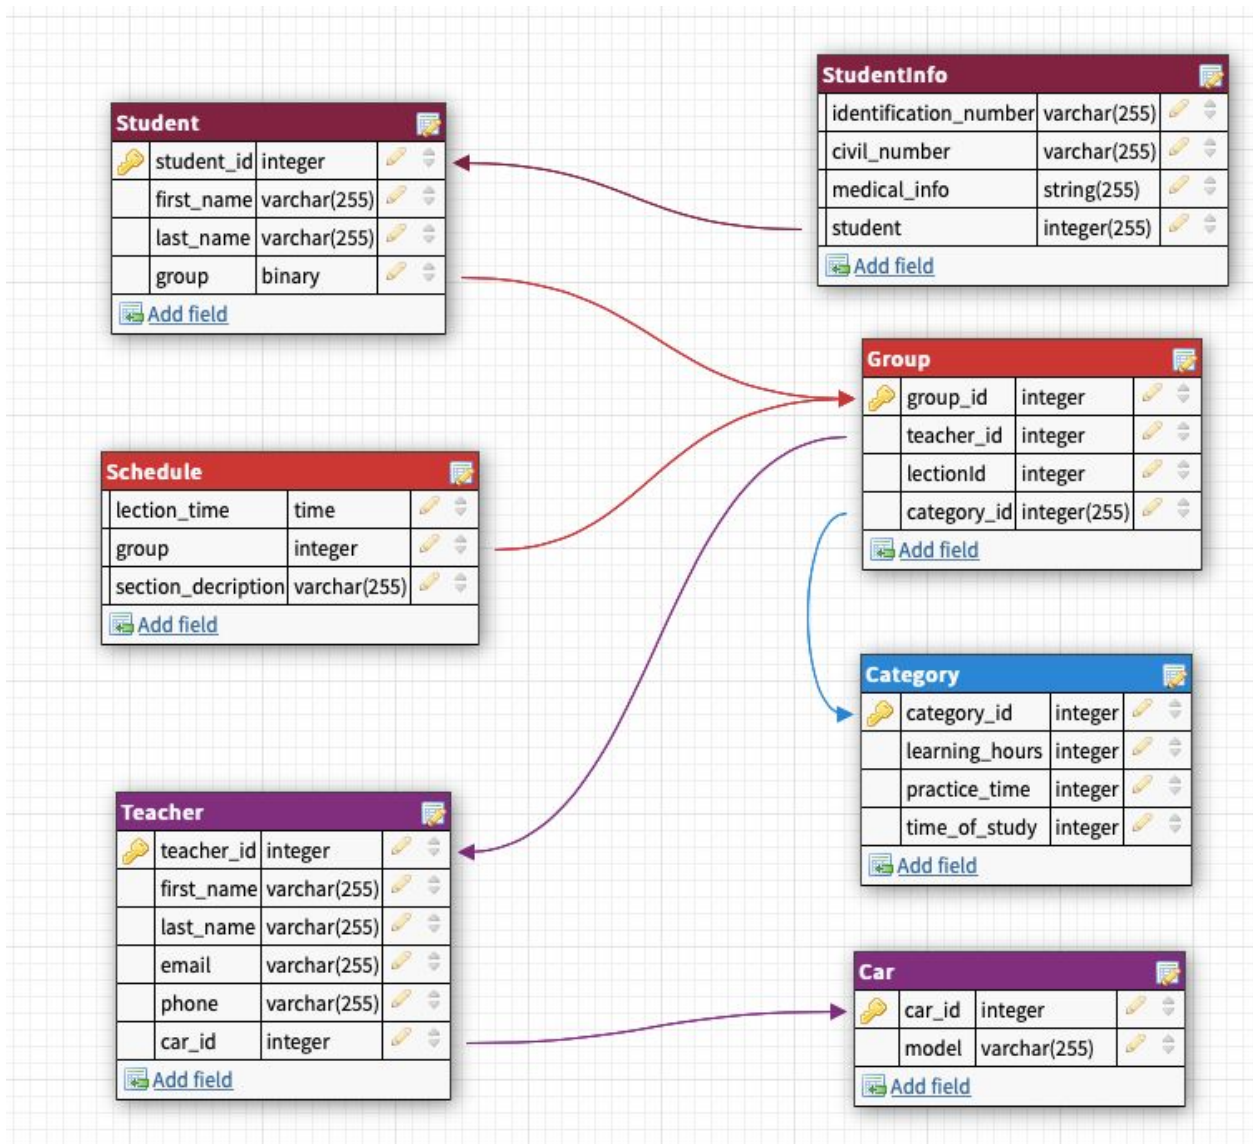 StudentInfo
identification_number varchar(255)
civil_number varchar(255)
medical_info string(255)
student integer(255)
Add field
Student
student_id integer
first_name varchar(255)
last_name varchar(255)
group binary
Add field
Group
group_id integer
teacher_id integer
lectionId integer
category_id integer(255)
Add field
Schedule
lection_time time
group integer
section_decription varchar(255)
Add field
Category
category_id integer
learning_hours integer
practice_time integer
time_of_study integer
Add field
Teacher
teacher_id integer
first_name varchar(255)
last_name varchar(255)
email varchar(255)
phone varchar(255)
car_id integer
Add field
Car
car_id integer
model varchar(255)
Add field